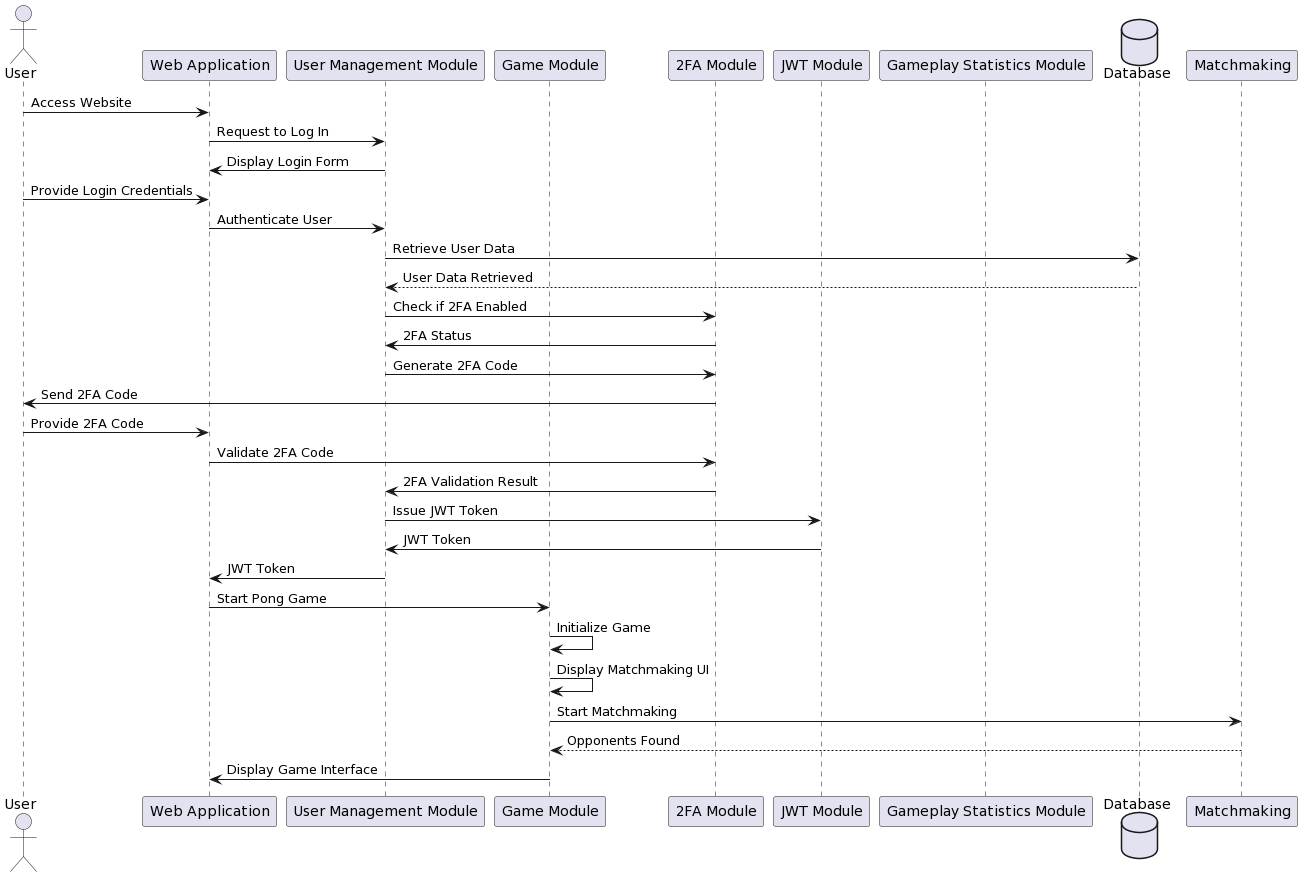 User
Web Application
User Management Module
Game Module
2FA Module
JWT Module
Gameplay Statistics Module
Database
Matchmaking
Access Website
Request to Log In
Display Login Form
Provide Login Credentials
Authenticate User
Retrieve User Data
User Data Retrieved
Check if 2FA Enabled
2FA Status
Generate 2FA Code
Send 2FA Code
Provide 2FA Code
Validate 2FA Code
2FA Validation Result
Issue JWT Token
JWT Token
JWT Token
Start Pong Game
Initialize Game
Display Matchmaking UI
Start Matchmaking
Opponents Found
Display Game Interface
User
Web Application
User Management Module
Game Module
2FA Module
JWT Module
Gameplay Statistics Module
Database
Matchmaking